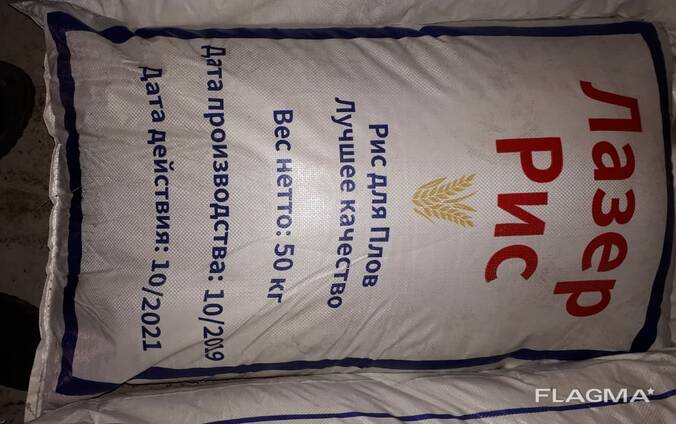 Лазер
Рис
Рис для Плов
Лучшее качество
Вес нетто: 50 кг
Дата производства: 10/2019
Дата действия: 10/2021
FLAGMA